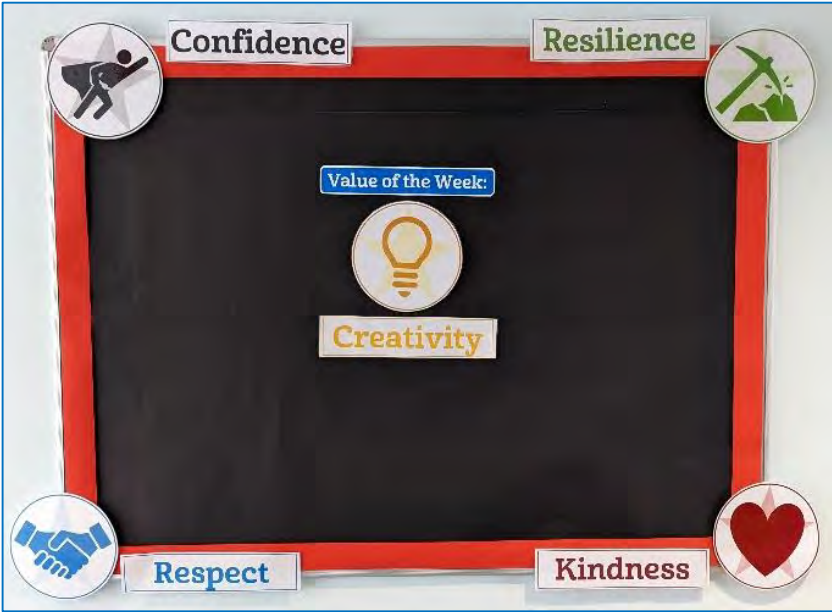 Confidence
Resilience
Value of the Week:
Creativity
Respect
Kindness